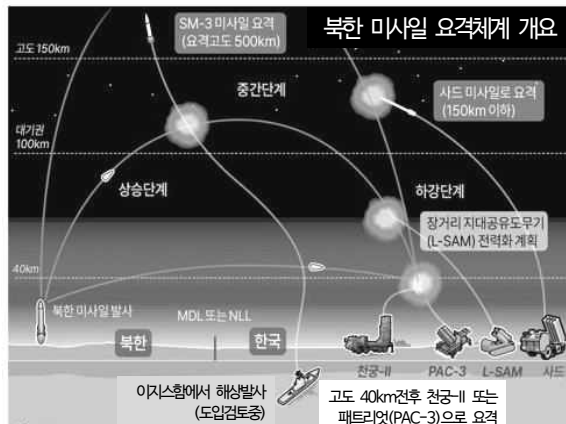 북한 미사일 요격체계 개요
SM-3 미사일 요격
(요격고도 500km)
고도 150km
중간단계
사드 미사일로 요격
(150km 이하)
대기권
100km
상승단계
하강단계
장거리 지대공유도무기
(L-SAM) 전력화 계획
40km
북한 미사일 발사
MDL 또는 NLL
북한
한국
천궁-II
PAC-3
L-SAM
사드
이지스함에서 해상발사
(도입검토중)
고도 40km전후 천궁-II 또는
패트리엇(PAC-3)으로 요격